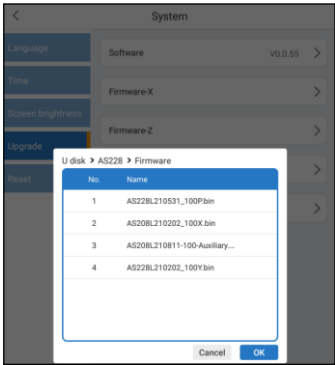 System
Language
Software V0.0.55
Time
Firmware-X
Screen brightness
Firmware-Z
Upgrade
U disk > AS228 > Firmware
Reset
No. Name
1 AS228L210531_100P.bin
2 AS208L210202_100X.bin
3 AS208L210811-100-Auxiliary...
4 AS228L210202_100Y.bin
Cancel OK